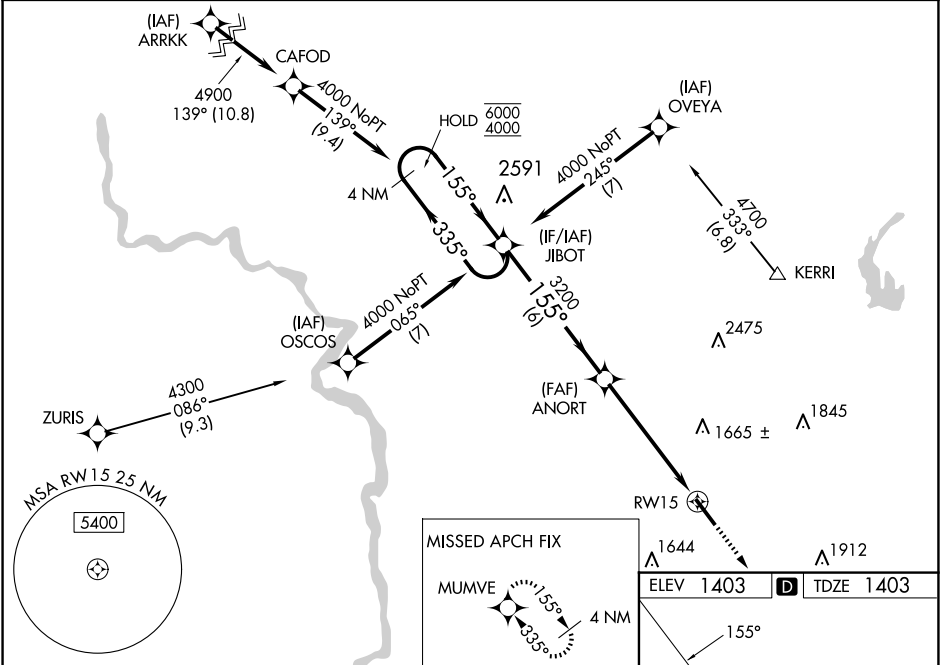 (IAF)
ARRKK
4900
139° (10.8)
CAFOD
4000 NoPT
139°
(9.4)
HOLD 6000
4000
4 NM
155°
335°
2591
(IAF)
OVEYA
4000 NoPT
245°
(7)
4700
333°
(6.8)
KERRI
(IF/IAF)
JIBOT
3200
155°
(6)
(IAF)
OSCOS
4000 NoPT
065°
(7)
ZURIS
4300
086°
(9.3)
(FAF)
ANORT
2475
1665 ±
1845
RW15
1644
1912
MSA RW15 25 NM
5400
MISSED APCH FIX
MUMVE
155°
335°
4 NM
ELEV 1403 D TDZE 1403
155°